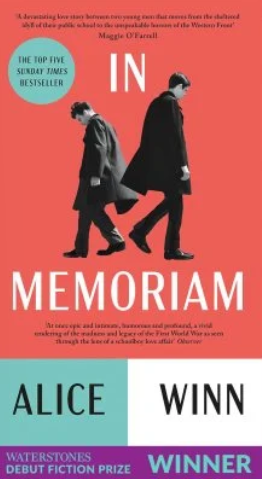 'A devastating love story between two young men that moves from the sheltered
idyll of their public school to the unspeakable horrors of the Western Front'
Maggie O'Farrell
IN
THE TOP FIVE
SUNDAY TIMES
BESTSELLER
MEMORIAM
'At once epic and intimate, humorous and profound, a vivid
rendering of the madness and legacy of the First World War as seen
through the lens of a schoolboy love affair' Observer
ALICE WINN
WATERSTONES
DEBUT FICTION PRIZE WINNER